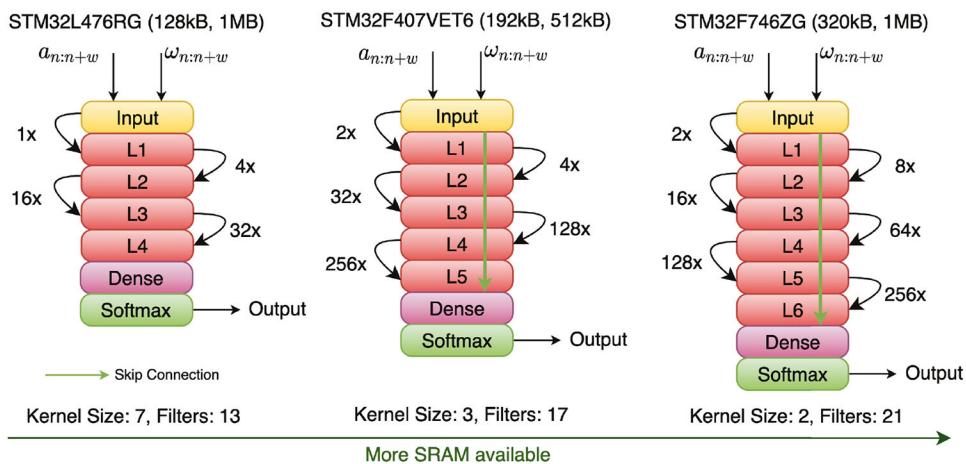 STM32L476RG (128kB, 1MB)
a_{n:n+w}
ω_{n:n+w}
Input
1x
L1
4x
L2
16x
L3
32x
L4
Dense
Softmax
Output
Skip Connection
Kernel Size: 7, Filters: 13
STM32F407VET6 (192kB, 512kB)
a_{n:n+w}
ω_{n:n+w}
Input
2x
L1
4x
L2
32x
L3
128x
L4
256x
L5
Dense
Softmax
Output
Kernel Size: 3, Filters: 17
STM32F746ZG (320kB, 1MB)
a_{n:n+w}
ω_{n:n+w}
Input
2x
L1
8x
L2
16x
L3
64x
L4
128x
L5
256x
L6
Dense
Softmax
Output
Kernel Size: 2, Filters: 21
More SRAM available